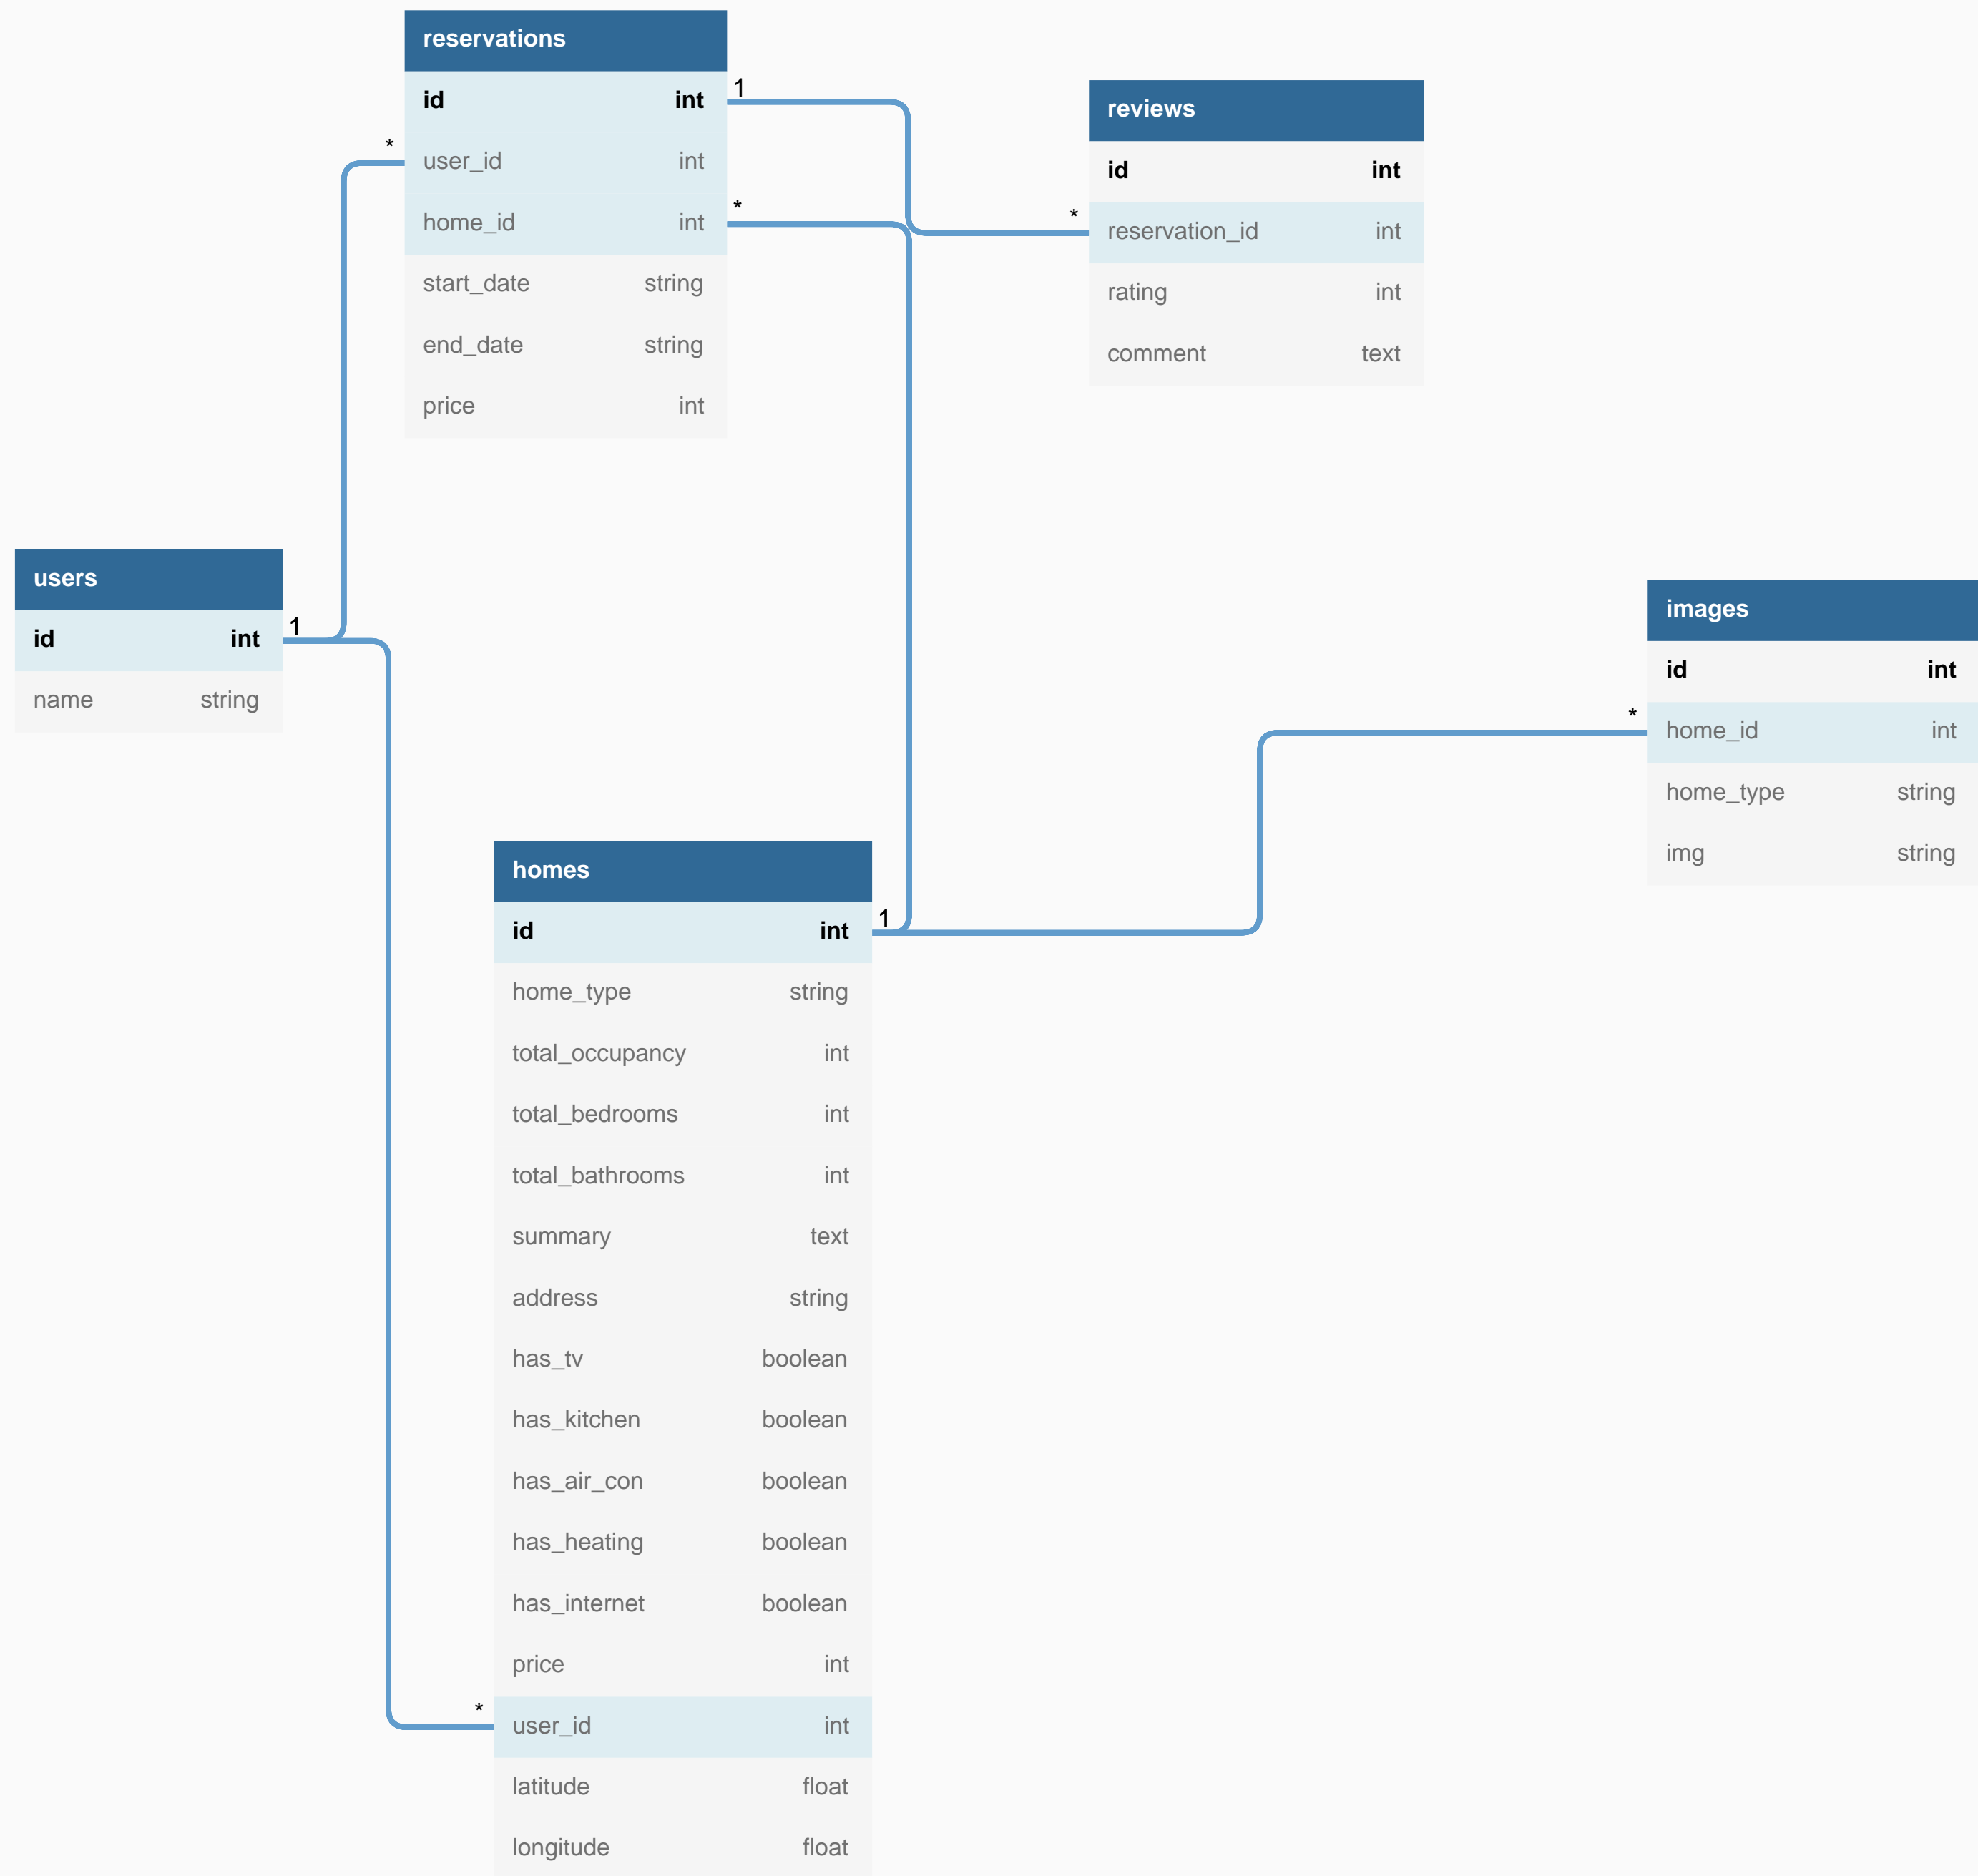 reservations
id int
user_id int
home_id int
start_date string
end_date string
price int
1
*
*
reviews
id int
reservation_id int
rating int
comment text
*
users
id int
name string
1
images
id int
home_id int
home_type string
img string
*
homes
id int
home_type string
total_occupancy int
total_bedrooms int
total_bathrooms int
summary text
address string
has_tv boolean
has_kitchen boolean
has_air_con boolean
has_heating boolean
has_internet boolean
price int
user_id int
latitude float
longitude float
1
*